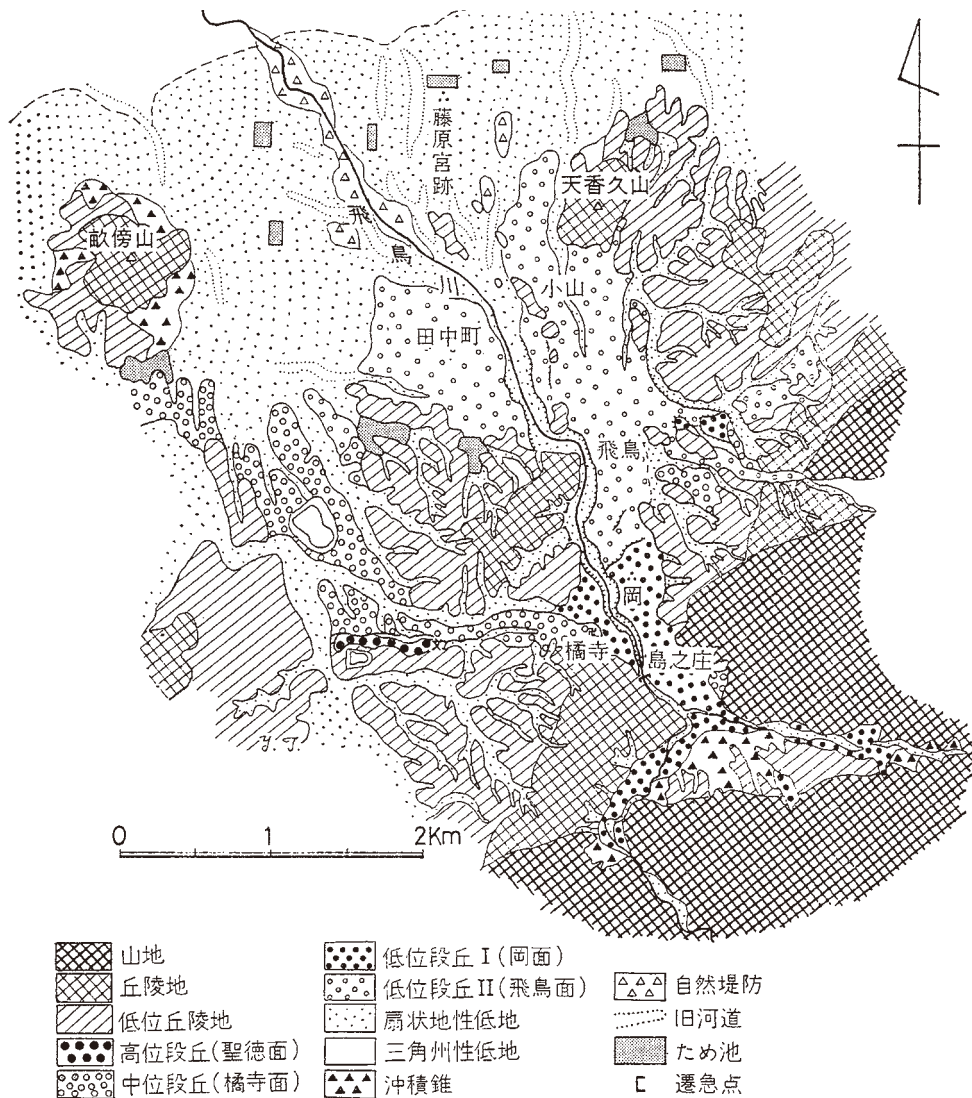 藤原宮跡
天香久山
畝傍山
飛鳥川
小山
田中町
飛鳥
岡
橘寺
島之庄
Y.T.
0 1 2Km
山地
丘陵地
低位丘陵地
高位段丘(聖徳面)
中位段丘(橘寺面)
低位段丘Ⅰ(岡面)
低位段丘II(飛鳥面)
扇状地性低地
三角州性低地
沖積錐
自然堤防
旧河道
ため池
遷急点